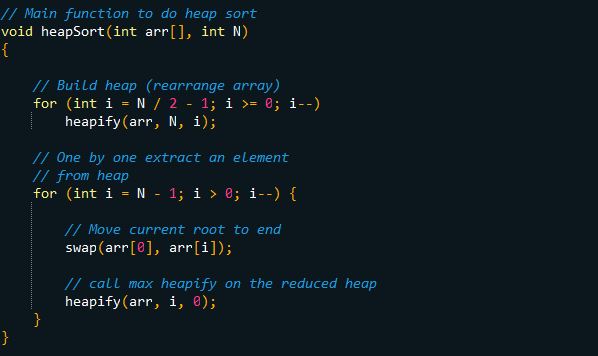 // Main function to do heap sort
void heapSort(int arr[], int N)
{
// Build heap (rearrange array)
for (int i = N / 2 - 1; i >= 0; i--)
heapify(arr, N, i);
// One by one extract an element
// from heap
for (int i = N - 1; i > 0; i--) {
// Move current root to end
swap(arr[0], arr[i]);
// call max heapify on the reduced heap
heapify(arr, i, 0);
}
}